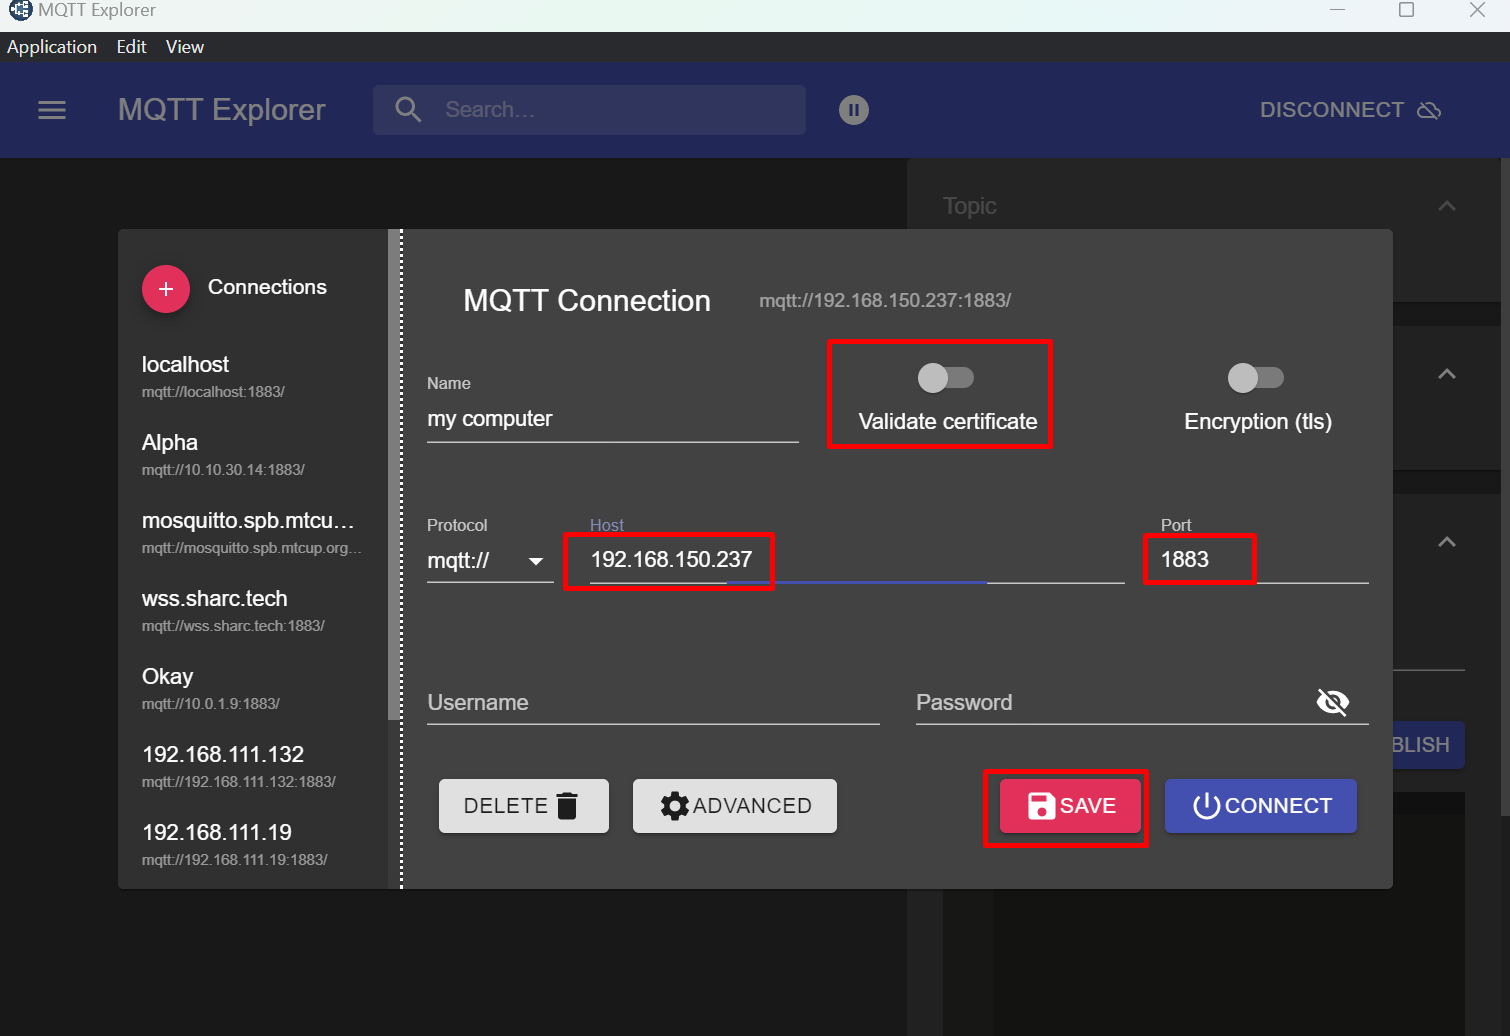 MQTT Explorer
Application Edit View
MQTT Explorer
Search...
DISCONNECT
Topic
Connections
localhost
mqtt://localhost:1883/
Alpha
mqtt://10.10.30.14:1883/
mosquitto.spb.mtcu...
mqtt://mosquitto.spb.mtcup.org...
wss.sharc.tech
mqtt://wss.sharc.tech:1883/
Okay
mqtt://10.0.1.9:1883/
192.168.111.132
mqtt://192.168.111.132:1883/
192.168.111.19
mqtt://192.168.111.19:1883/
MQTT Connection
mqtt://192.168.150.237:1883/
Name
my computer
Validate certificate
Encryption (tls)
Protocol
mqtt://
Host
192.168.150.237
Port
1883
Username
Password
DELETE
ADVANCED
SAVE
CONNECT
BLISH